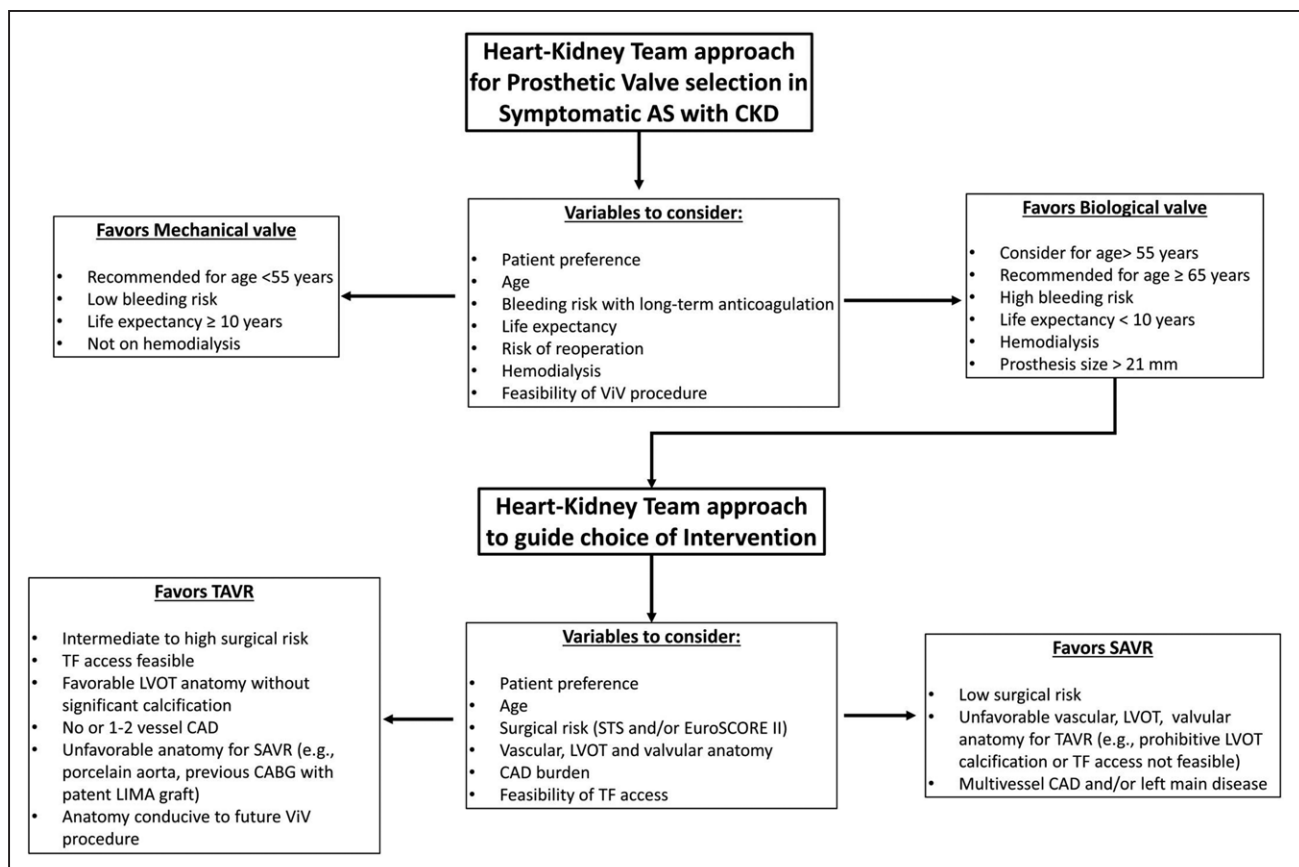 Heart-Kidney Team approach
for Prosthetic Valve selection in
Symptomatic AS with CKD
Favors Mechanical valve
• Recommended for age <55 years
• Low bleeding risk
• Life expectancy ≥ 10 years
• Not on hemodialysis
Variables to consider:
• Patient preference
• Age
• Bleeding risk with long-term anticoagulation
• Life expectancy
• Risk of reoperation
• Hemodialysis
• Feasibility of ViV procedure
Favors Biological valve
• Consider for age> 55 years
• Recommended for age ≥ 65 years
• High bleeding risk
• Life expectancy < 10 years
• Hemodialysis
• Prosthesis size > 21 mm
Heart-Kidney Team approach
to guide choice of Intervention
Favors TAVR
• Intermediate to high surgical risk
• TF access feasible
• Favorable LVOT anatomy without
significant calcification
• No or 1-2 vessel CAD
• Unfavorable anatomy for SAVR (e.g.,
porcelain aorta, previous CABG with
patent LIMA graft)
• Anatomy conducive to future ViV
procedure
Variables to consider:
• Patient preference
• Age
• Surgical risk (STS and/or EuroSCORE II)
• Vascular, LVOT and valvular anatomy
• CAD burden
• Feasibility of TF access
Favors SAVR
• Low surgical risk
• Unfavorable vascular, LVOT, valvular
anatomy for TAVR (e.g., prohibitive LVOT
calcification or TF access not feasible)
• Multivessel CAD and/or left main disease